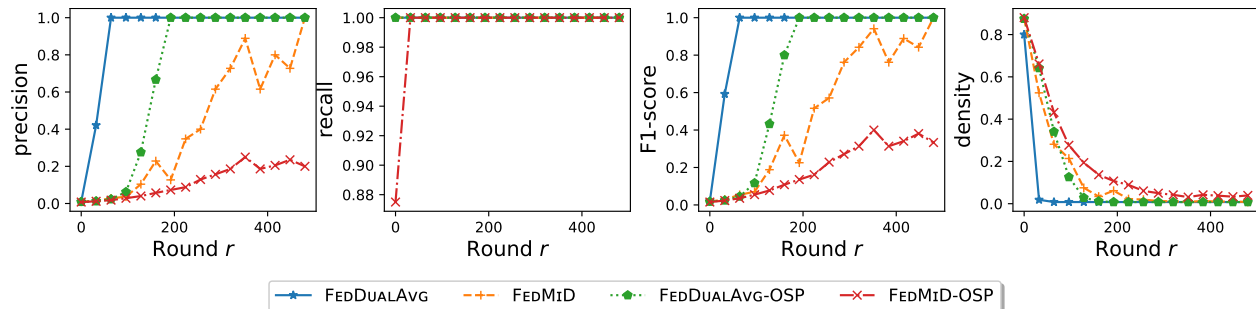 precision
1.0
0.8
0.6
0.4
0.2
0.0
0 200 400
Round r
recall
1.00
0.98
0.96
0.94
0.92
0.90
0.88
0 200 400
Round r
F1-score
1.0
0.8
0.6
0.4
0.2
0.0
0 200 400
Round r
density
0.8
0.6
0.4
0.2
0.0
0 200 400
Round r
FEDDUALAVG FEDMID FEDDUALAVG-OSP FEDMID-OSP